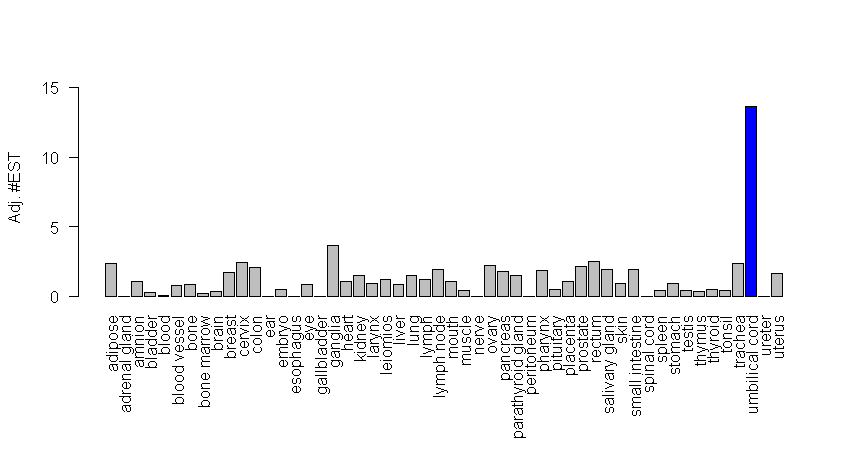 15
10
5
0
Adj. #EST
adipose
adrenal gland
amnion
bladder
blood
blood vessel
bone
bone marrow
brain
breast
cervix
colon
ear
embryo
esophagus
eye
gallbladder
ganglia
heart
kidney
larynx
leiomios
liver
lung
lymph
lymph node
mouth
muscle
nerve
ovary
pancreas
parathyroid gland
peritoneum
pharynx
pituitary
placenta
prostate
rectum
salivary gland
skin
small intestine
spinal cord
spleen
stomach
testis
thymus
thyroid
tonsil
trachea
umbilical cord
ureter
uterus